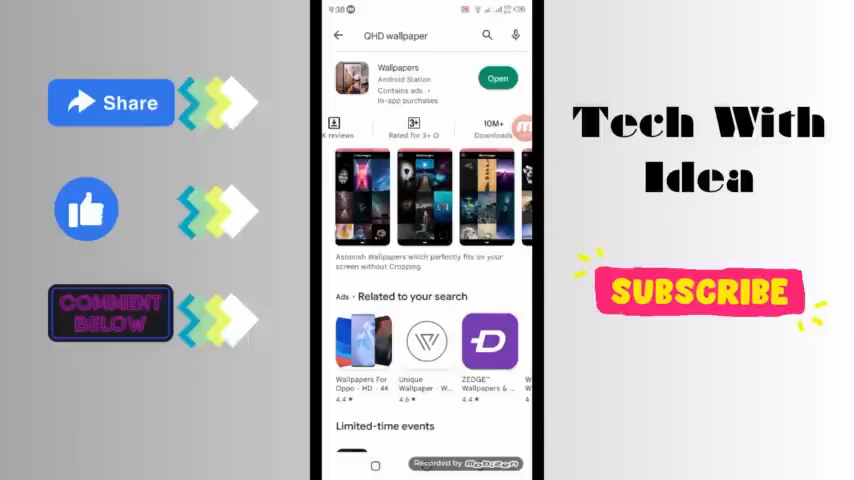 Share
COMMENT
BELOW
9:30
QHD wallpaper
Wallpapers
Android Station
Contains ads •
In-app purchases
Open
K reviews
3+
Rated for 3+
10M+
Downloads
Astonish Wallpapers which perfectly fits on your
screen without Cropping.
Ads • Related to your search
Wallpapers For
Oppo - HD - 4K
4.4 ★
Unique
Wallpaper - W...
4.6 ★
ZEDGE™
Wallpapers & ...
4.4 ★
Limited-time events
Recorded by mobizen
Tech With
Idea
SUBSCRIBE